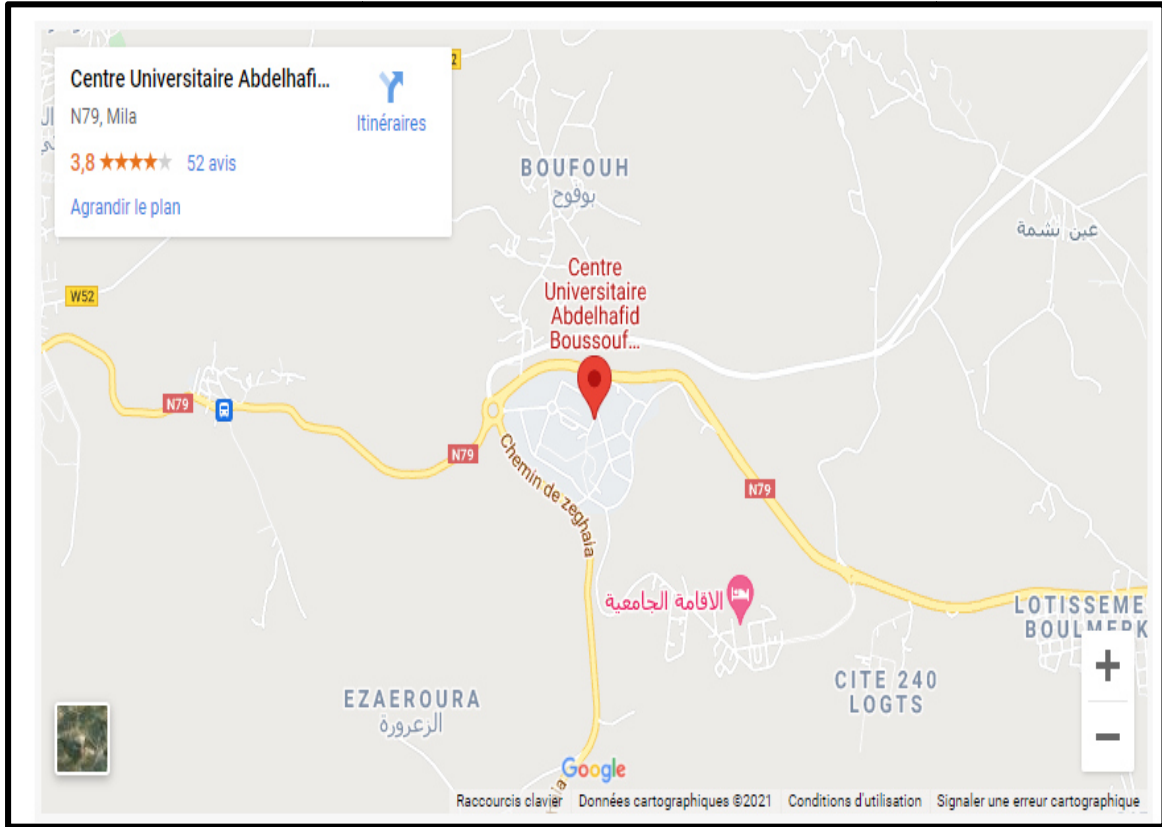 Centre Universitaire Abdelhafi...
N79, Mila
Itinéraires
3,8
52 avis
Agrandir le plan
2
BOUFOUH
بوفوح
عين تشمة
Centre
Universitaire
Abdelhafid
Boussouf...
W52
N79
N79
Chemin de zeghaia
N79
الاقامة الجامعية
LOTISSEME
BOULMERK
CITE 240
LOGTS
EZAEROURA
الزعرورة
Google
Raccourcis clavier Données cartographiques ©2021 Conditions d'utilisation Signaler une erreur cartographique